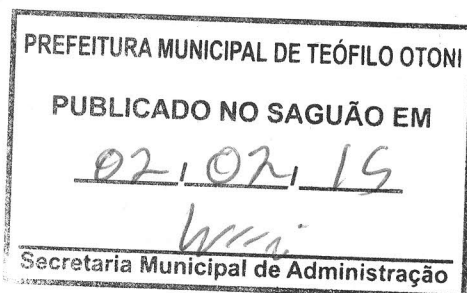 PREFEITURA MUNICIPAL DE TEÓFILO OTONI
PUBLICADO NO SAGUÃO EM
02, 02, 15
Secretaria Municipal de Administração